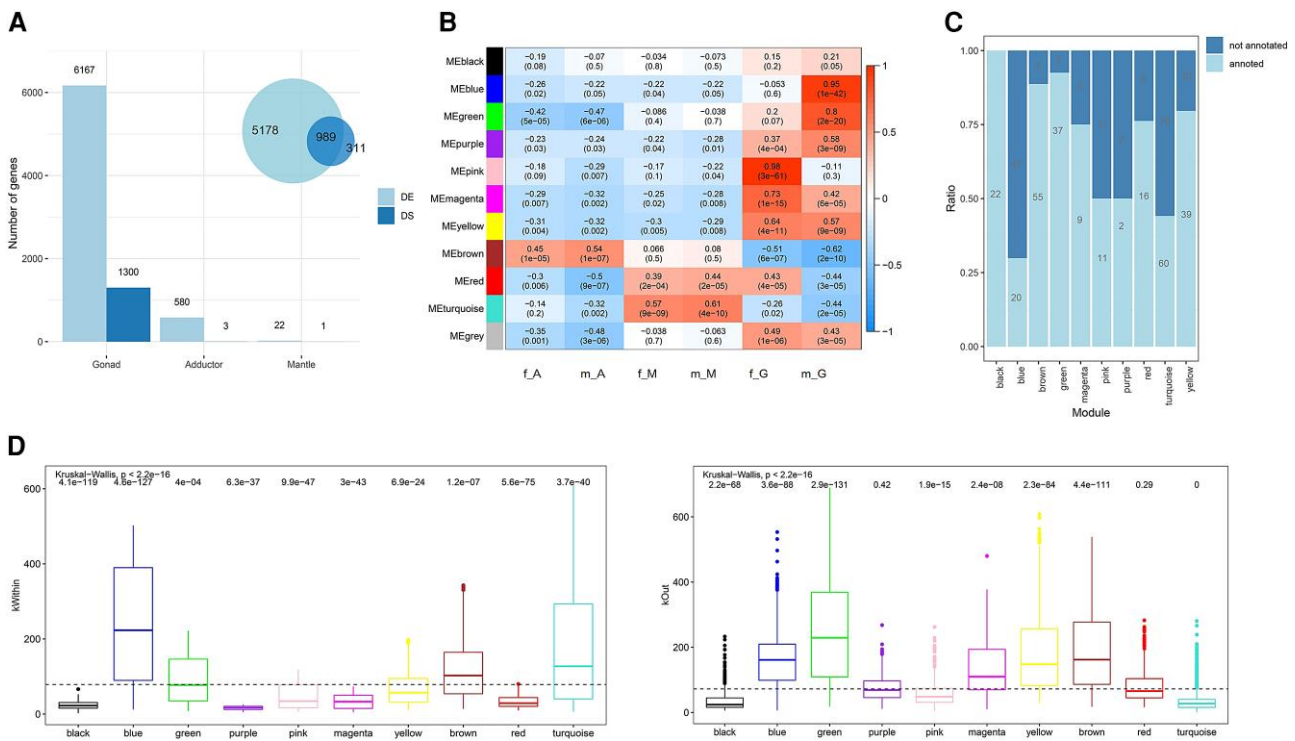 A
Number of genes
6000
4000
2000
0
6167
1300
580
3
22
1
5178
989
311
Gonad Adductor Mantle
DE
DS
B
MEblack −0.19 −0.07 −0.034 −0.073 0.15 0.21
(0.08) (0.5) (0.8) (0.5) (0.2) (0.05)
MEblue −0.26 −0.22 −0.22 −0.22 −0.053 0.95
(0.02) (0.05) (0.04) (0.05) (0.6) (1e−42)
MEgreen −0.42 −0.47 −0.086 −0.038 0.2 0.8
(5e−05) (6e−06) (0.4) (0.7) (0.07) (2e−20)
MEpurple −0.23 −0.24 −0.22 −0.28 0.37 0.58
(0.03) (0.03) (0.04) (0.01) (4e−04) (3e−09)
MEpink −0.18 −0.29 −0.17 −0.22 0.98 −0.11
(0.09) (0.007) (0.1) (0.04) (3e−61) (0.3)
MEmagenta −0.29 −0.32 −0.25 −0.28 0.73 0.42
(0.007) (0.002) (0.02) (0.008) (1e−15) (6e−05)
MEyellow −0.31 −0.32 −0.3 −0.29 0.64 0.57
(0.004) (0.002) (0.005) (0.008) (4e−11) (9e−09)
MEbrown 0.45 0.54 0.066 0.08 −0.51 −0.62
(1e−05) (1e−07) (0.5) (0.5) (6e−07) (2e−10)
MEred −0.3 −0.5 0.39 0.44 0.43 −0.44
(0.006) (9e−07) (2e−04) (2e−05) (4e−05) (3e−05)
MEturquoise −0.14 −0.32 0.57 0.61 −0.26 −0.44
(0.2) (0.002) (9e−09) (4e−10) (0.02) (2e−05)
MEgrey −0.35 −0.48 −0.038 −0.063 0.49 0.43
(0.001) (3e−06) (0.7) (0.6) (1e−06) (3e−05)
f_A m_A f_M m_M f_G m_G
1
0.5
0
−0.5
−1
C
not annotated
annoted
Ratio
1.00
0.75
0.50
0.25
0.00
22
20
55
37
9
11
2
16
60
39
black blue brown green magenta pink purple red turquoise yellow
Module
D
Kruskal−Wallis, p < 2.2e−16
4.1e−119 4.6e−127 4e−04 6.3e−37 9.9e−47 3e−43 6.9e−24 1.2e−07 5.6e−75 3.7e−40
kWithin
600
400
200
0
black blue green purple pink magenta yellow brown red turquoise
Kruskal−Wallis, p < 2.2e−16
2.2e−68 3.6e−88 2.9e−131 0.42 1.9e−15 2.4e−08 2.3e−84 4.4e−111 0.29 0
kOut
600
400
200
0
black blue green purple pink magenta yellow brown red turquoise